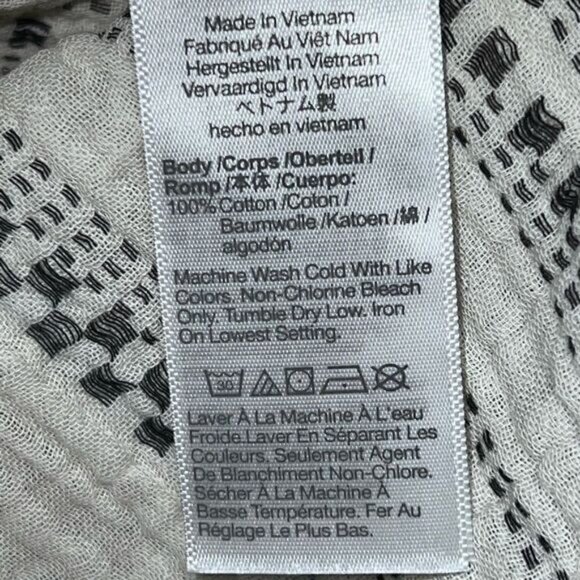 Made In Vietnam
Fabriqué Au Viêt Nam
Hergestellt In Vietnam
Vervaardigd In Vietnam
ベトナム製
hecho en vietnam
Body /Corps /Oberteil /
Romp /本体 /Cuerpo:
100% Cotton /Coton /
Baumwolle /Katoen /綿 /
algodón
Machine Wash Cold With Like
Colors. Non-Chlorine Bleach
Only. Tumble Dry Low. Iron
On Lowest Setting.
30
Laver À La Machine À L'eau
Froide Laver En Séparant Les
Couleurs. Seulement Agent
De Blanchiment Non-Chlore.
Sécher À La Machine À
Basse Température. Fer Au
Réglage Le Plus Bas.